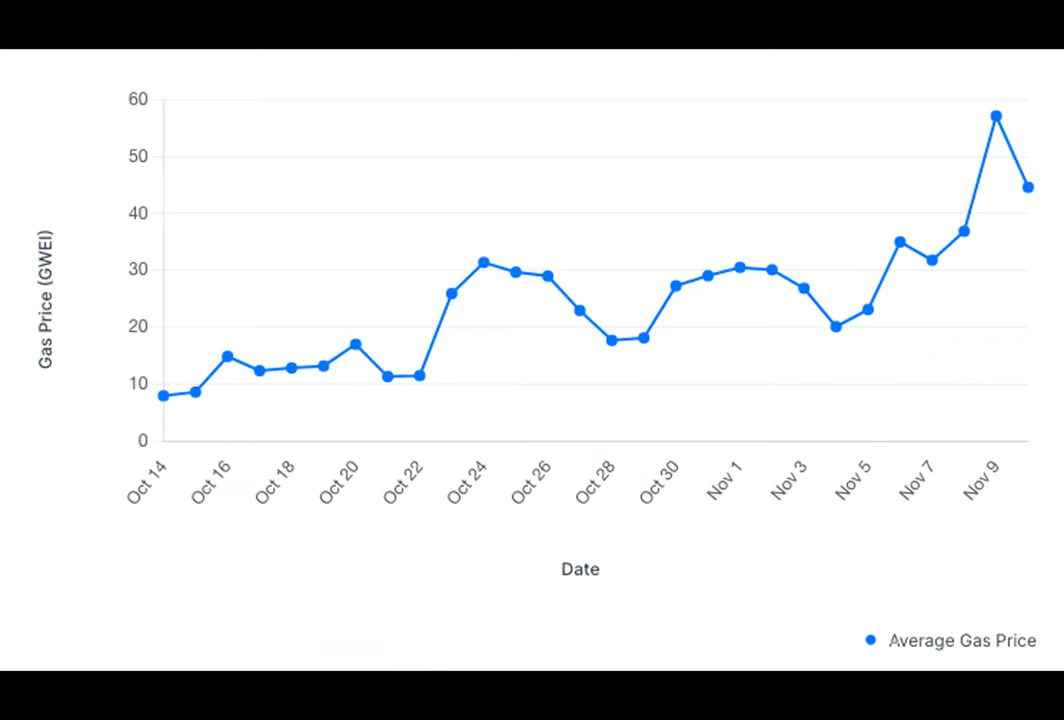 60
50
40
30
20
10
0
Gas Price (GWEI)
Oct 14 Oct 16 Oct 18 Oct 20 Oct 22 Oct 24 Oct 26 Oct 28 Oct 30 Nov 1 Nov 3 Nov 5 Nov 7 Nov 9
Date
Average Gas Price